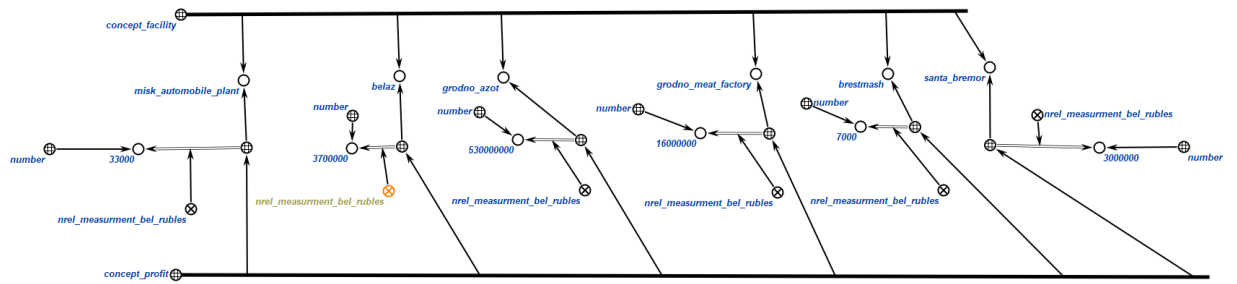 concept_facility
misk_automobile_plant
belaz
grodno_azot
grodno_meat_factory
brestmash
santa_bremor
number
number
number
number
nrel_measurment_bel_rubles
number
33000
3700000
530000000
16000000
7000
3000000
number
nrel_measurment_bel_rubles
nrel_measurment_bel_rubles
nrel_measurment_bel_rubles
nrel_measurment_bel_rubles
nrel_measurment_bel_rubles
concept_profit